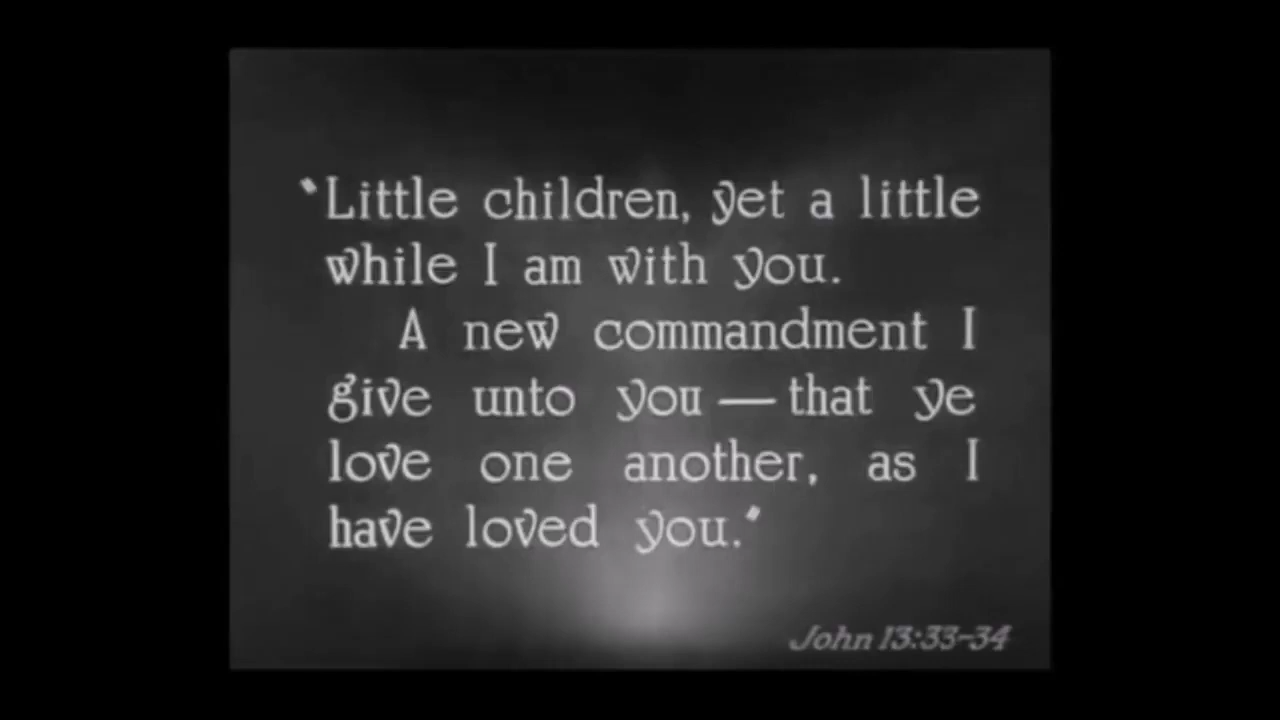 "Little children, yet a little
while I am with you.
A new commandment I
give unto you — that ye
love one another, as I
have loved you."
John 13:33-34